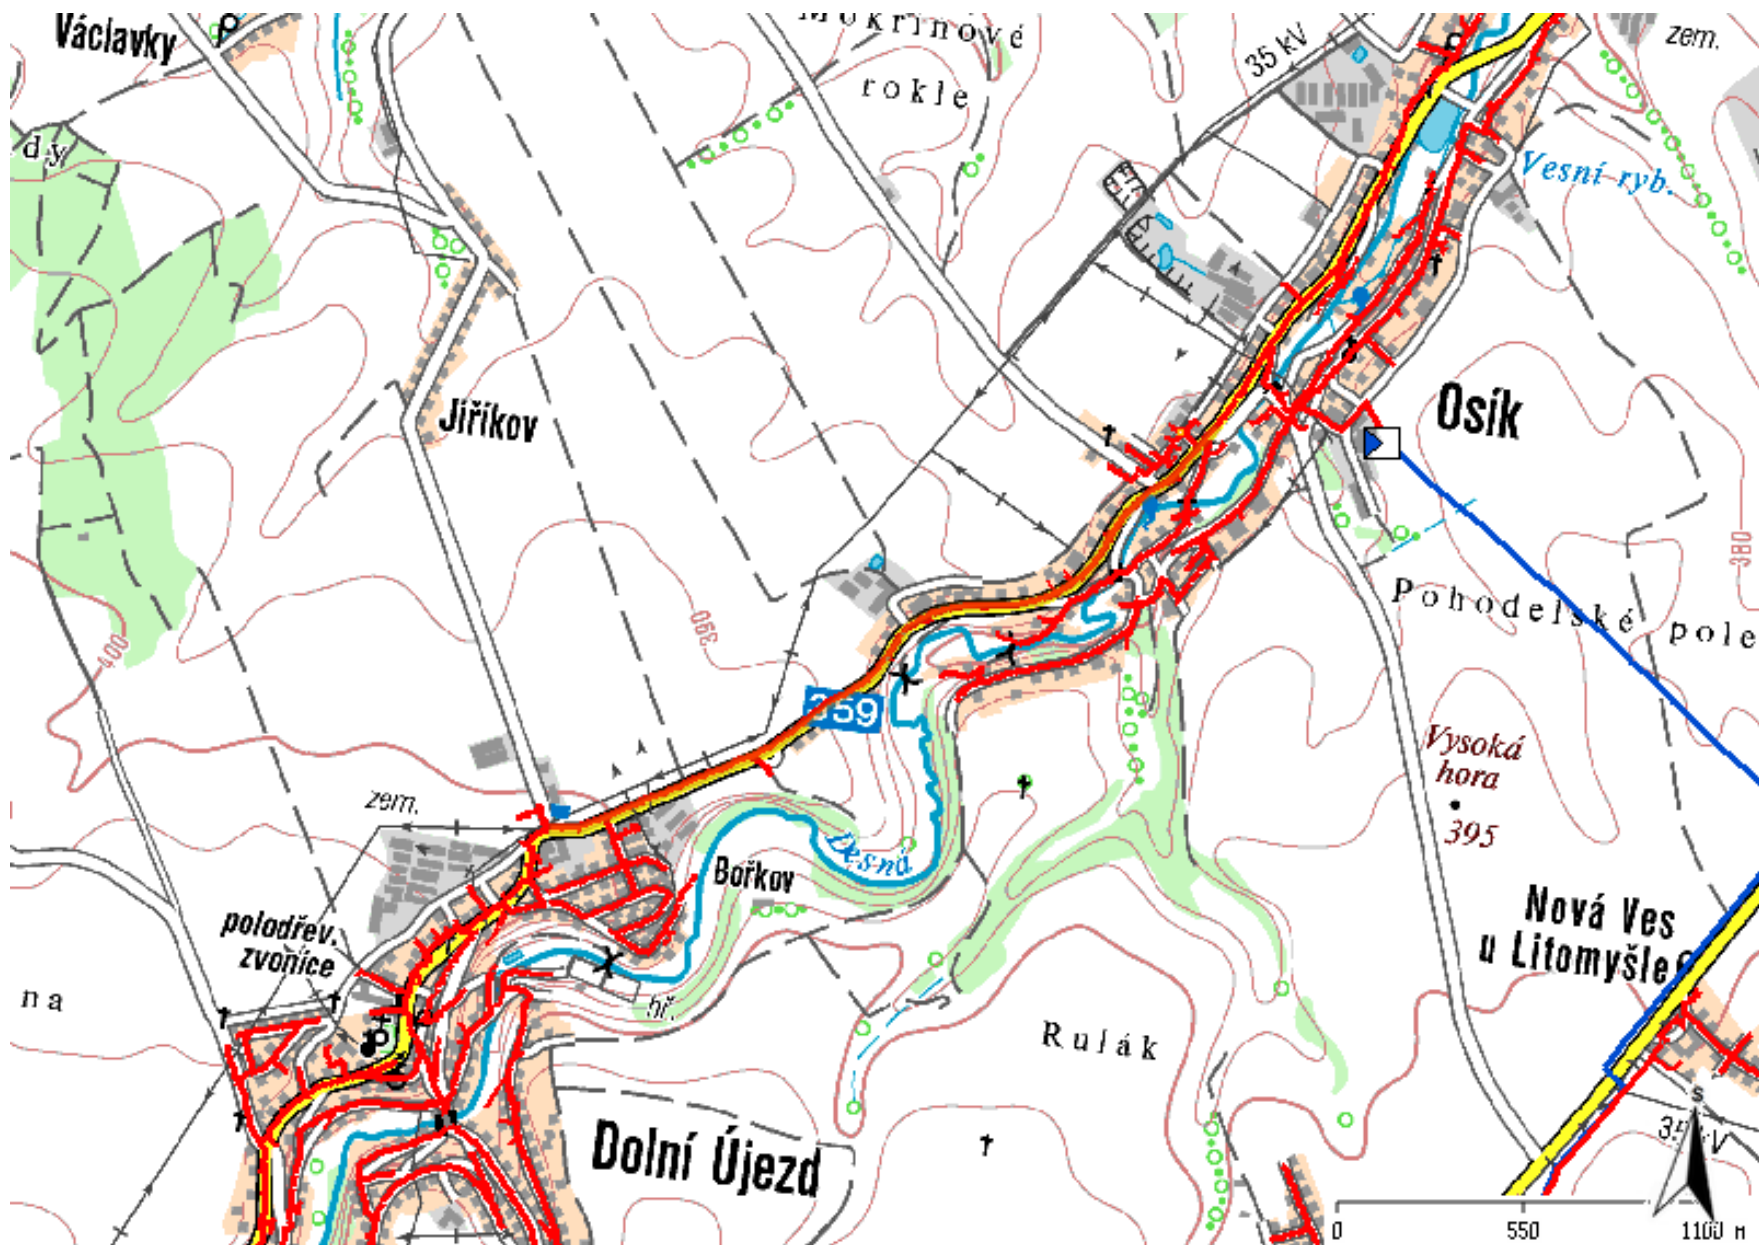 Václavky
Mokřinové
rokle
35 kV
zem.
dy
Vesní ryb.
Jiříkov
Osík
380
Pohodelské pole
390
400
359
Vysoká
hora
395
zem.
Desná
Bořkov
polodřev.
zvonice
Nová Ves
u Litomyšle
na
hř.
Rulák
Dolní Újezd
S
35 kV
0 550 1100 M